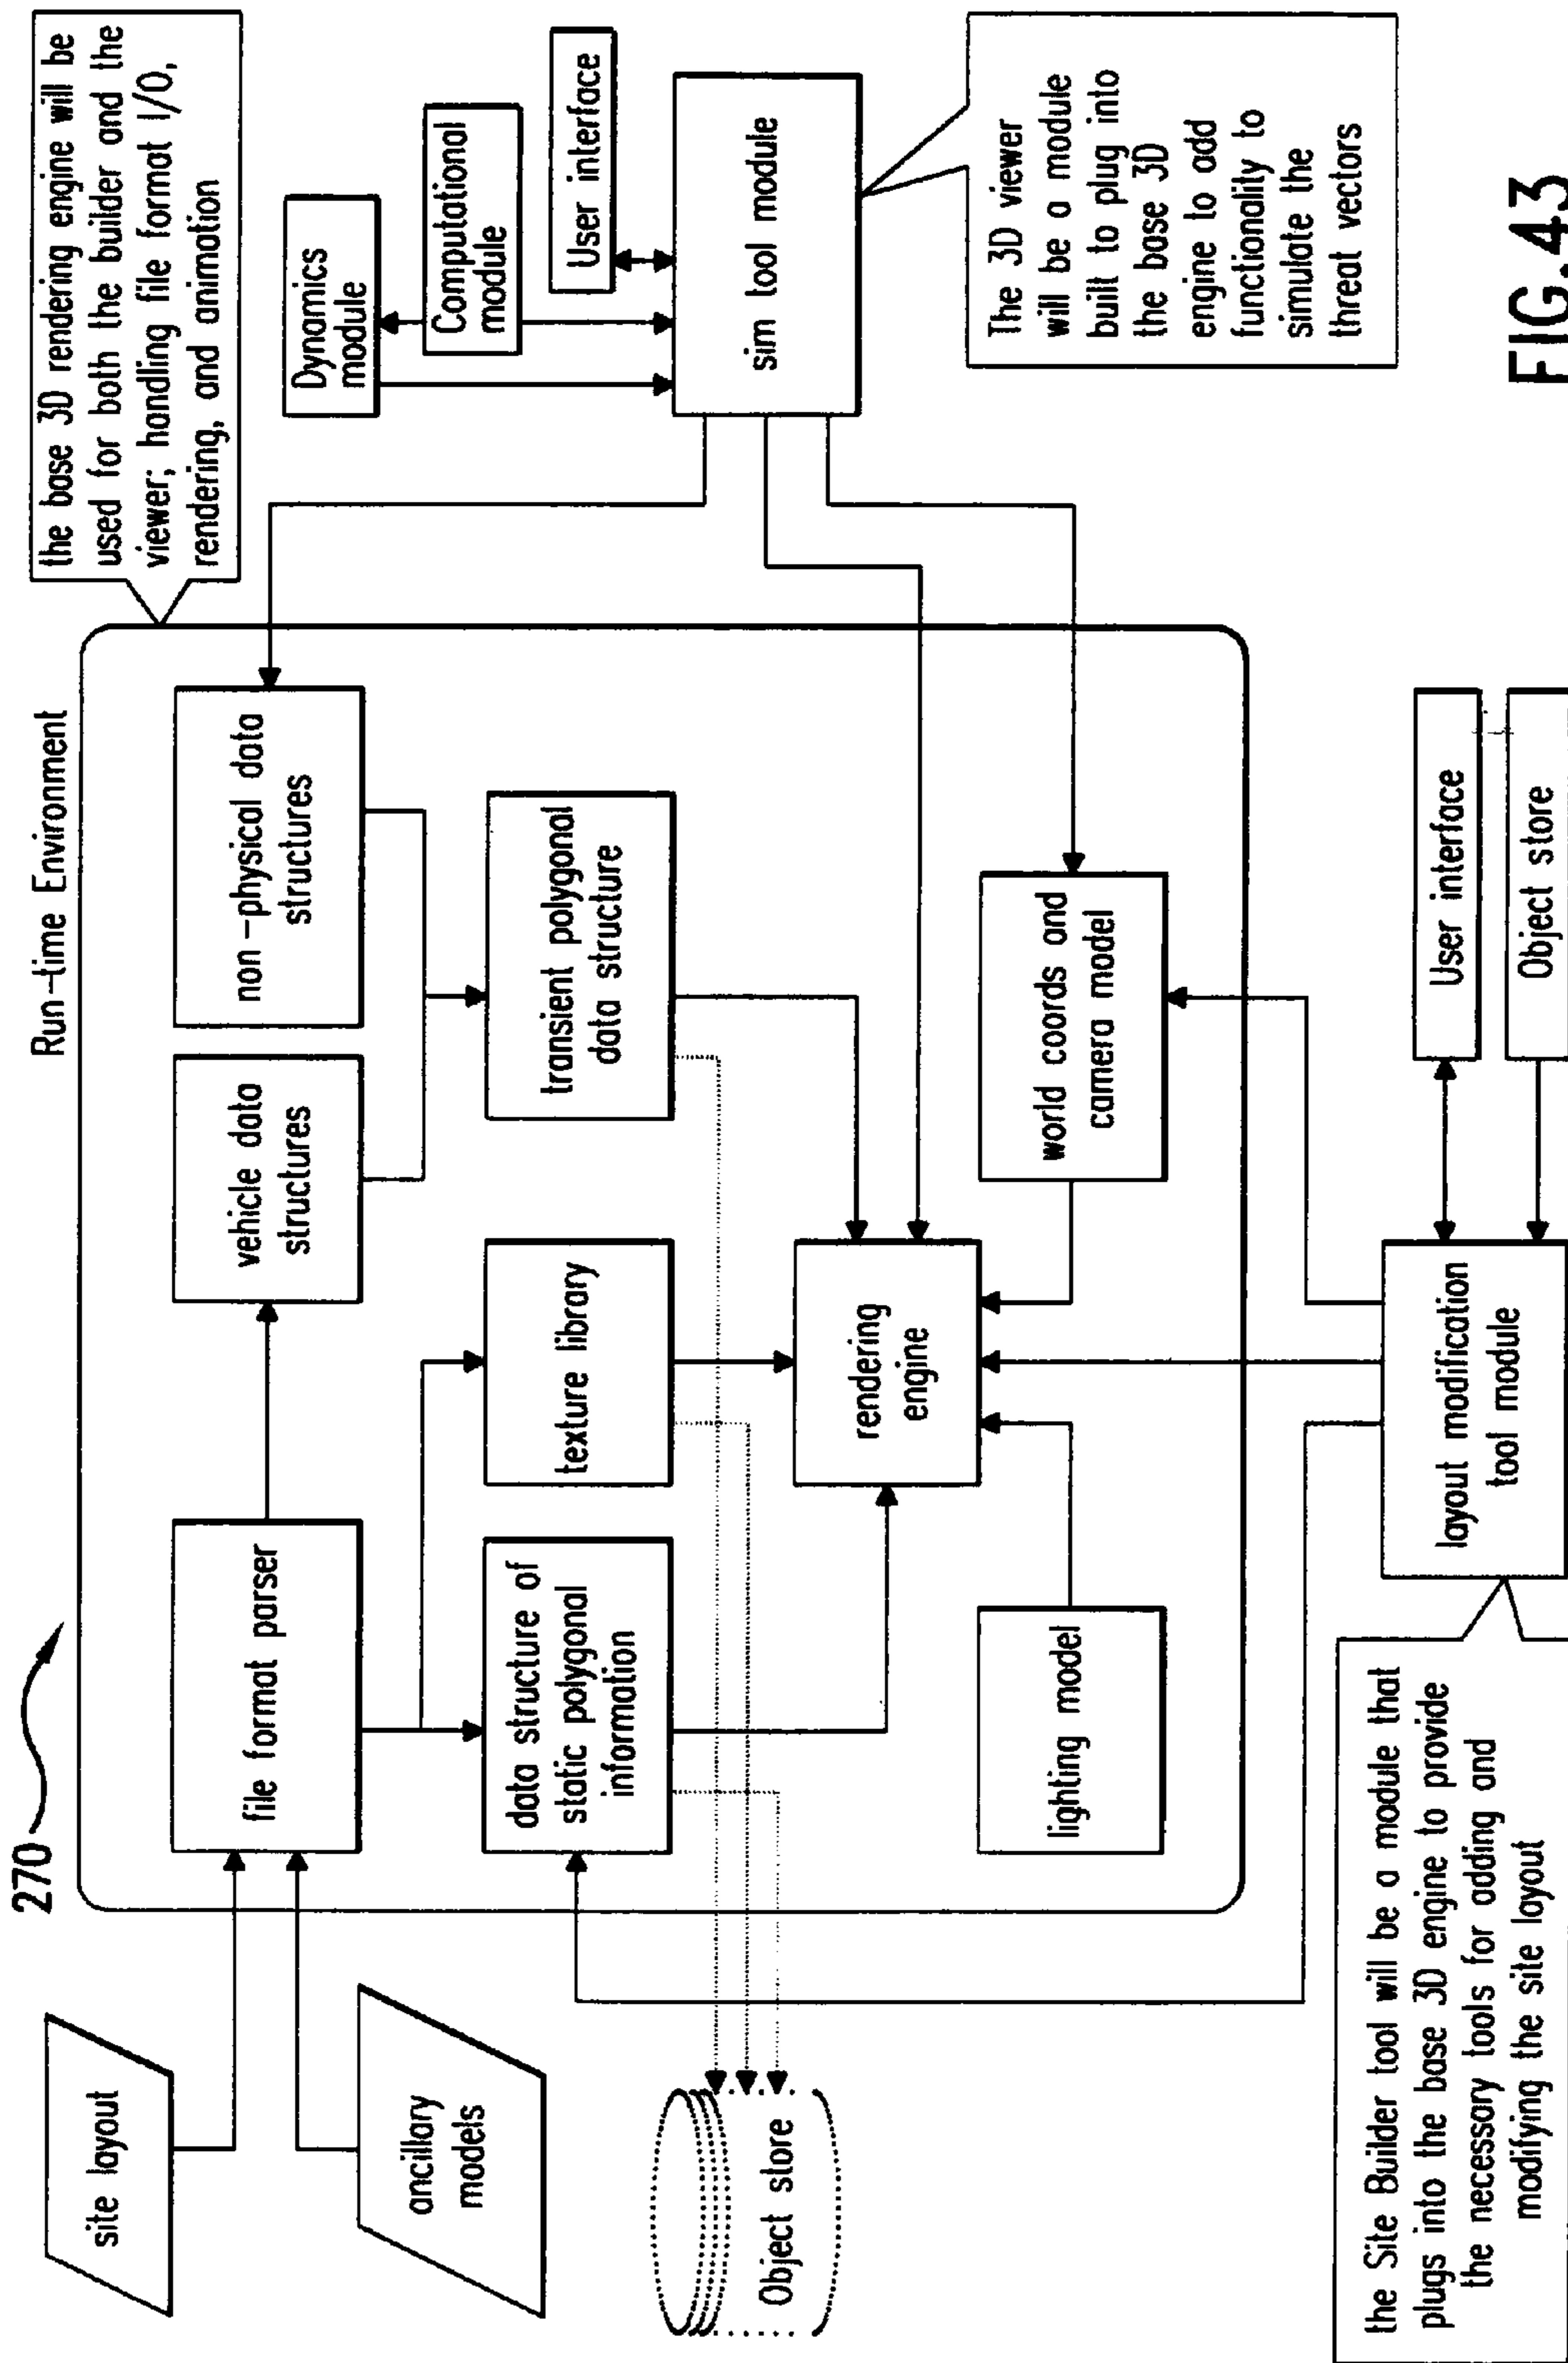 270
Run-time Environment
the base 3D rendering engine will be
used for both the builder and the
viewer; handling file format I/O,
rendering, and animation
site layout
ancillary
models
file format parser
vehicle data
structures
non-physical data
structures
Dynamics
module
Computational
module
User interface
data structure of
static polygonal
information
texture library
transient polygonal
data structure
sim tool module
Object store
rendering
engine
lighting model
world coords and
camera model
The 3D viewer
will be a module
built to plug into
the base 3D
engine to add
functionality to
simulate the
threat vectors
the Site Builder tool will be a module that
plugs into the base 3D engine to provide
the necessary tools for adding and
modifying the site layout
layout modification
tool module
User interface
Object store
FIG.43